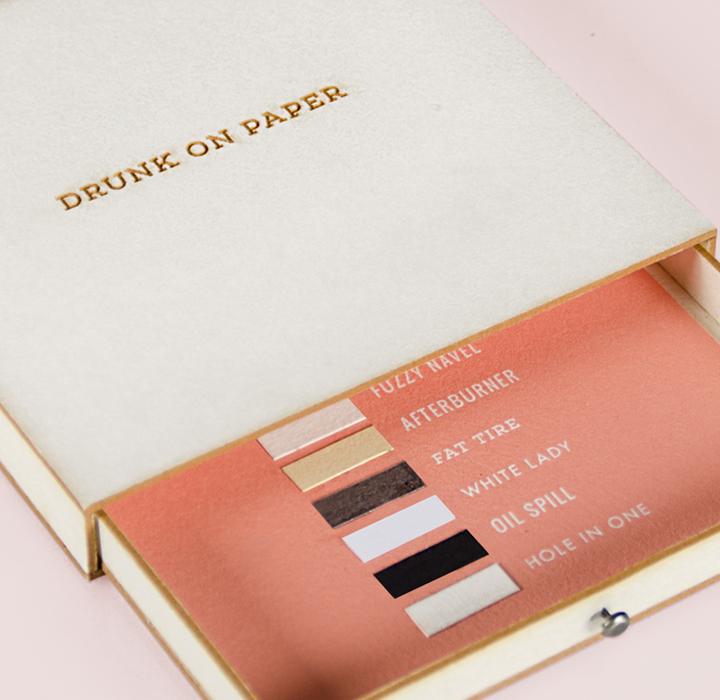 DRUNK ON PAPER
FUZZY NAVEL
AFTERBURNER
FAT TIRE
WHITE LADY
OIL SPILL
HOLE IN ONE